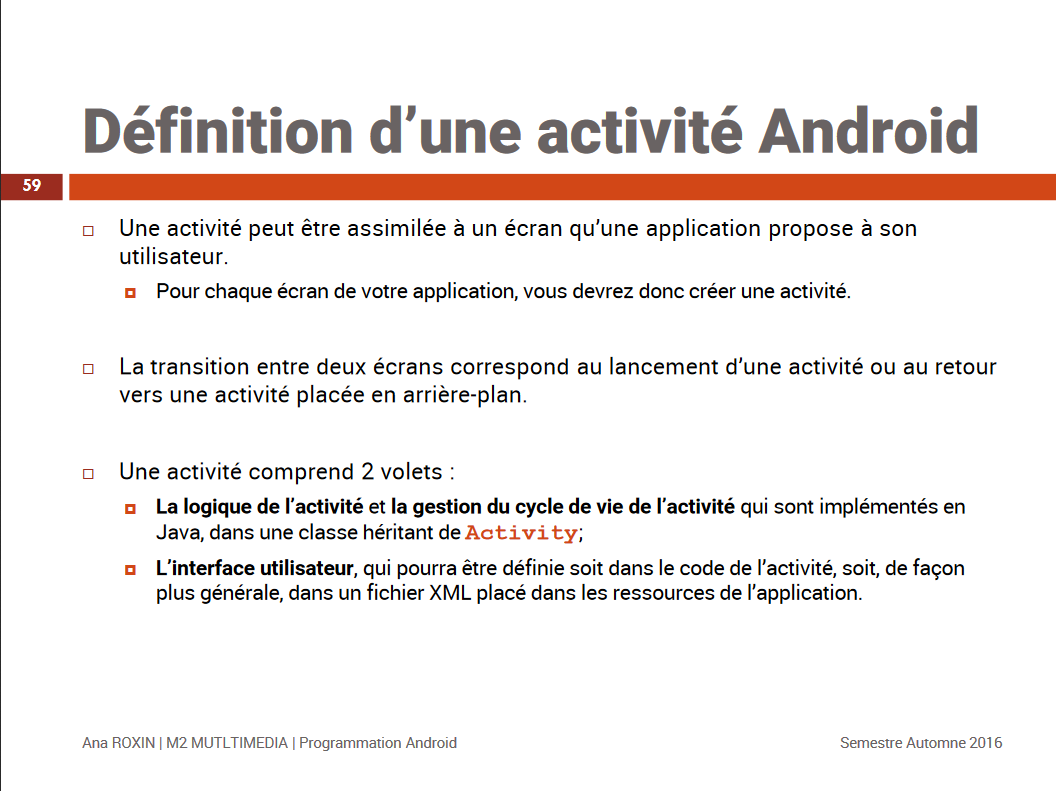 Définition d’une activité Android
59
Une activité peut être assimilée à un écran qu’une application propose à son
utilisateur.
Pour chaque écran de votre application, vous devrez donc créer une activité.
La transition entre deux écrans correspond au lancement d’une activité ou au retour
vers une activité placée en arrière-plan.
Une activité comprend 2 volets :
La logique de l’activité et la gestion du cycle de vie de l’activité qui sont implémentés en
Java, dans une classe héritant de Activity;
L’interface utilisateur, qui pourra être définie soit dans le code de l’activité, soit, de façon
plus générale, dans un fichier XML placé dans les ressources de l’application.
Ana ROXIN | M2 MUTLTIMEDIA | Programmation Android
Semestre Automne 2016